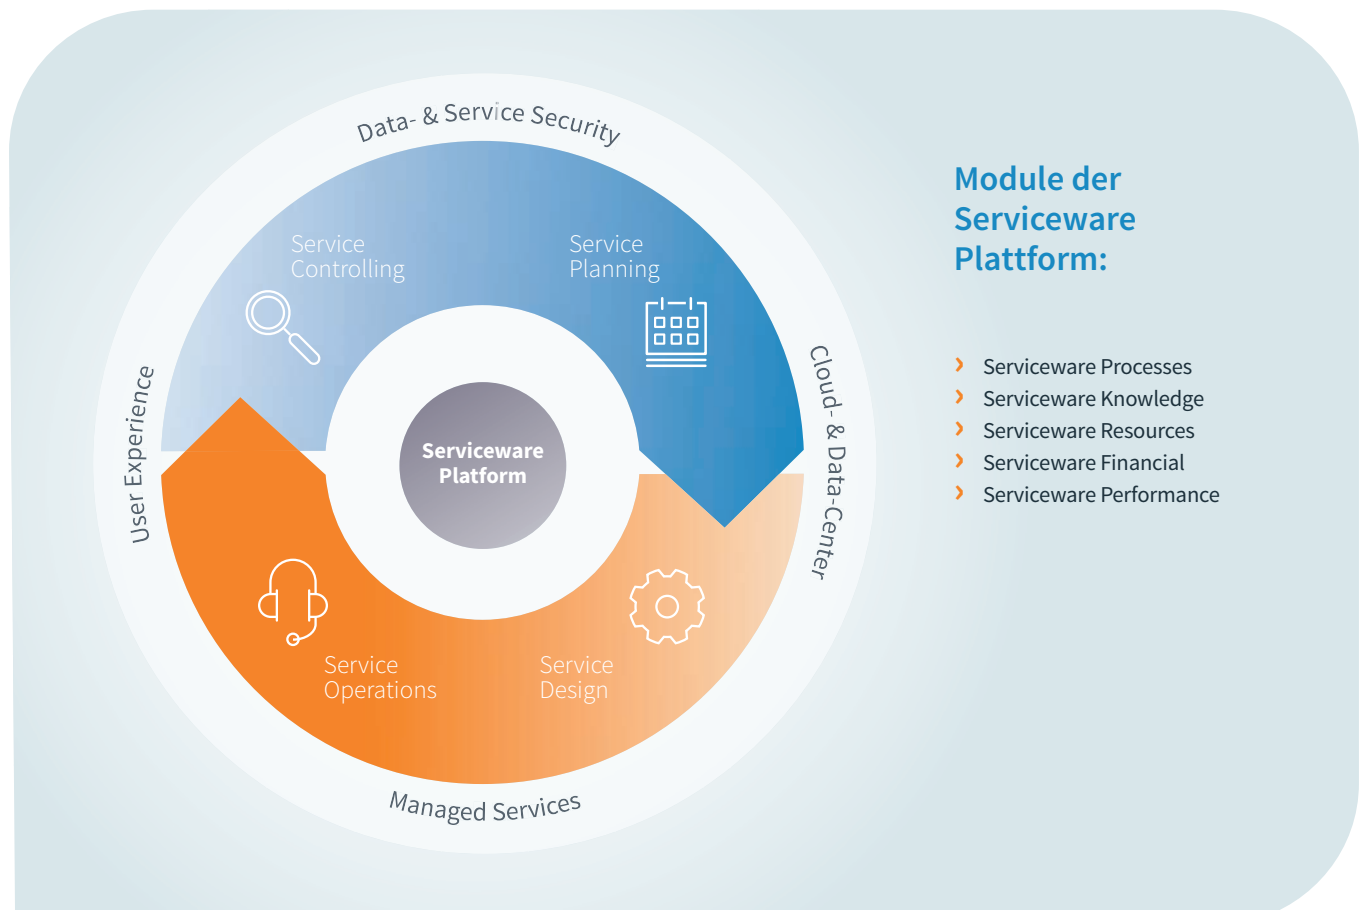 Data- & Service Security
Service
Controlling
Service
Planning
User Experience
Cloud- & Data-Center
Serviceware
Platform
Service
Operations
Service
Design
Managed Services
Module der
Serviceware
Plattform:
Serviceware Processes
Serviceware Knowledge
Serviceware Resources
Serviceware Financial
Serviceware Performance